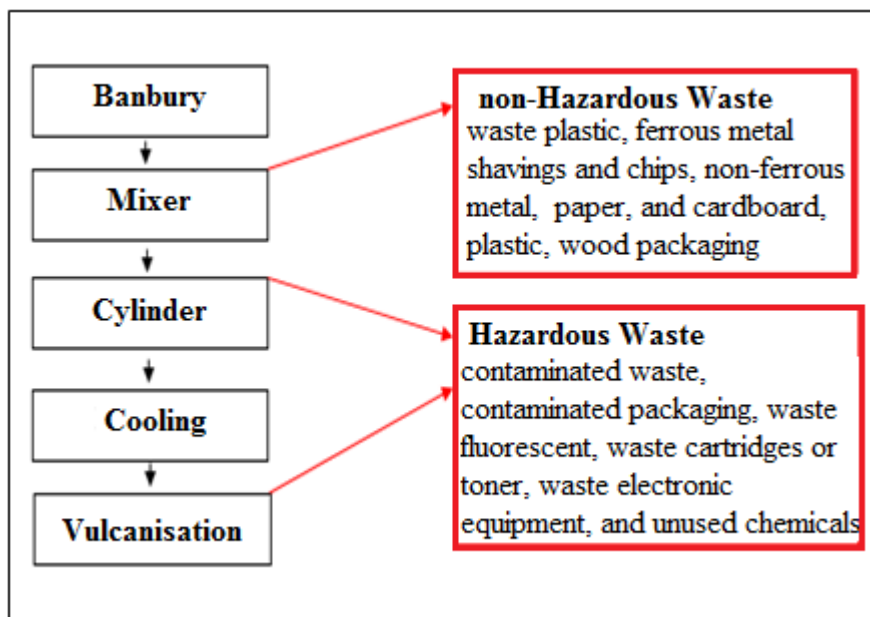 Banbury
Mixer
Cylinder
Cooling
Vulcanisation
non-Hazardous Waste
waste plastic, ferrous metal
shavings and chips, non-ferrous
metal, paper, and cardboard,
plastic, wood packaging
Hazardous Waste
contaminated waste,
contaminated packaging, waste
fluorescent, waste cartridges or
toner, waste electronic
equipment, and unused chemicals